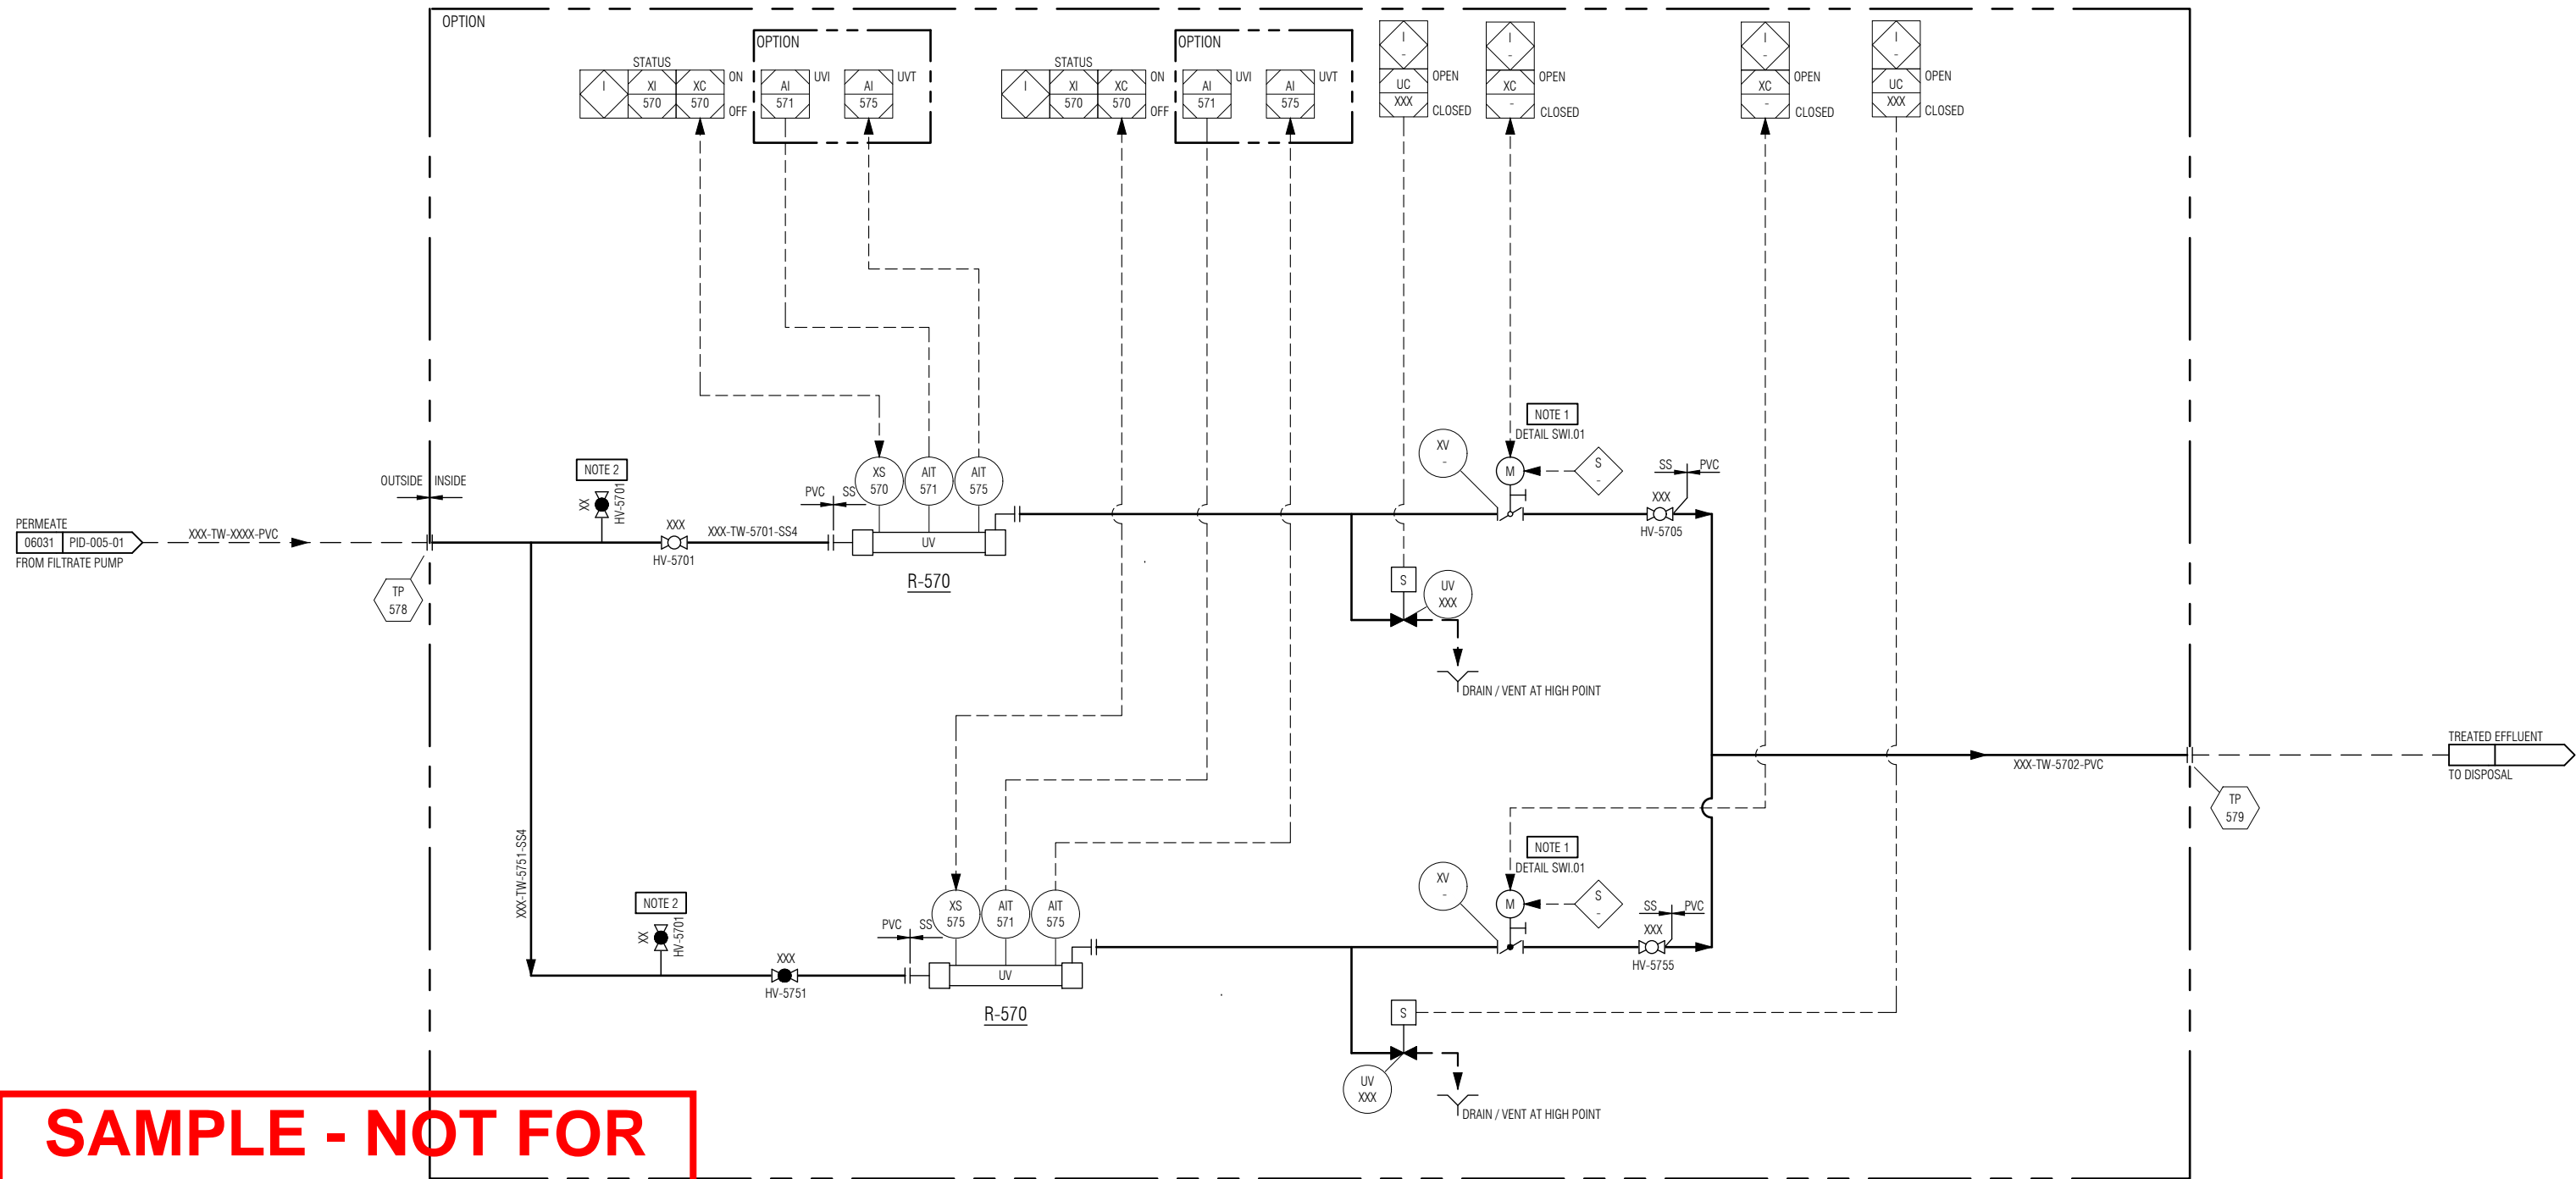 OPTION
STATUS
I
XI
570
XC
570
ON
OFF
OPTION
AI
571
UVI
AI
575
UVT
STATUS
I
XI
570
XC
570
ON
OFF
OPTION
AI
571
UVI
AI
575
UVT
I
-
UC
XXX
OPEN
CLOSED
I
-
XC
-
OPEN
CLOSED
I
-
XC
-
OPEN
CLOSED
I
-
UC
XXX
OPEN
CLOSED
OUTSIDE
INSIDE
PERMEATE
06031
PID-005-01
FROM FILTRATE PUMP
XXX-TW-XXXX-PVC
TP
578
NOTE 2
XX
HV-5701
XXX
HV-5701
XXX-TW-5701-SS4
PVC
SS
XS
570
AIT
571
AIT
575
UV
R-570
XV
-
NOTE 1
DETAIL SWI.01
M
S
-
SS
PVC
XXX
HV-5705
S
UV
XXX
DRAIN / VENT AT HIGH POINT
XXX-TW-5702-PVC
TREATED EFFLUENT
TO DISPOSAL
TP
579
XXX-TW-5751-SS4
NOTE 2
XX
HV-5701
XXX
HV-5751
PVC
SS
XS
575
AIT
571
AIT
575
UV
R-570
XV
-
NOTE 1
DETAIL SWI.01
M
S
-
SS
PVC
XXX
HV-5755
S
UV
XXX
DRAIN / VENT AT HIGH POINT
SAMPLE - NOT FOR